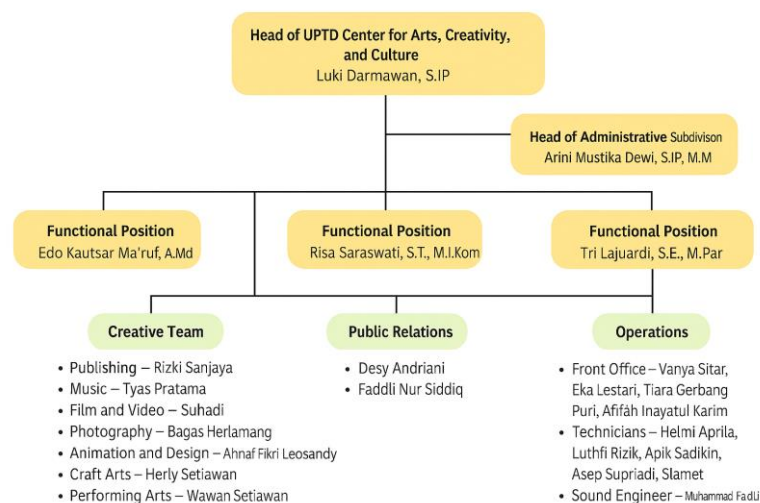 Head of UPTD Center for Arts, Creativity,
and Culture
Luki Darmawan, S.IP
Head of Administrative Subdivison
Arini Mustika Dewi, S.IP, M.M
Functional Position
Edo Kautsar Ma'ruf, A.Md
Functional Position
Risa Saraswati, S.T., M.I.Kom
Functional Position
Tri Lajuardi, S.E., M.Par
Creative Team
• Publishing – Rizki Sanjaya
• Music – Tyas Pratama
• Film and Video – Suhadi
• Photography – Bagas Herlamang
• Animation and Design – Ahnaf Fikri Leosandy
• Craft Arts – Herly Setiawan
• Performing Arts – Wawan Setiawan
Public Relations
• Desy Andriani
• Faddli Nur Siddiq
Operations
• Front Office – Vanya Sitar,
Eka Lestari, Tiara Gerbang
Puri, Afifáh Inayatul Karim
• Technicians – Helmi Aprila,
Luthfi Rizik, Apik Sadikin,
Asep Supriadi, Slamet
• Sound Engineer – Muhammad Fadli